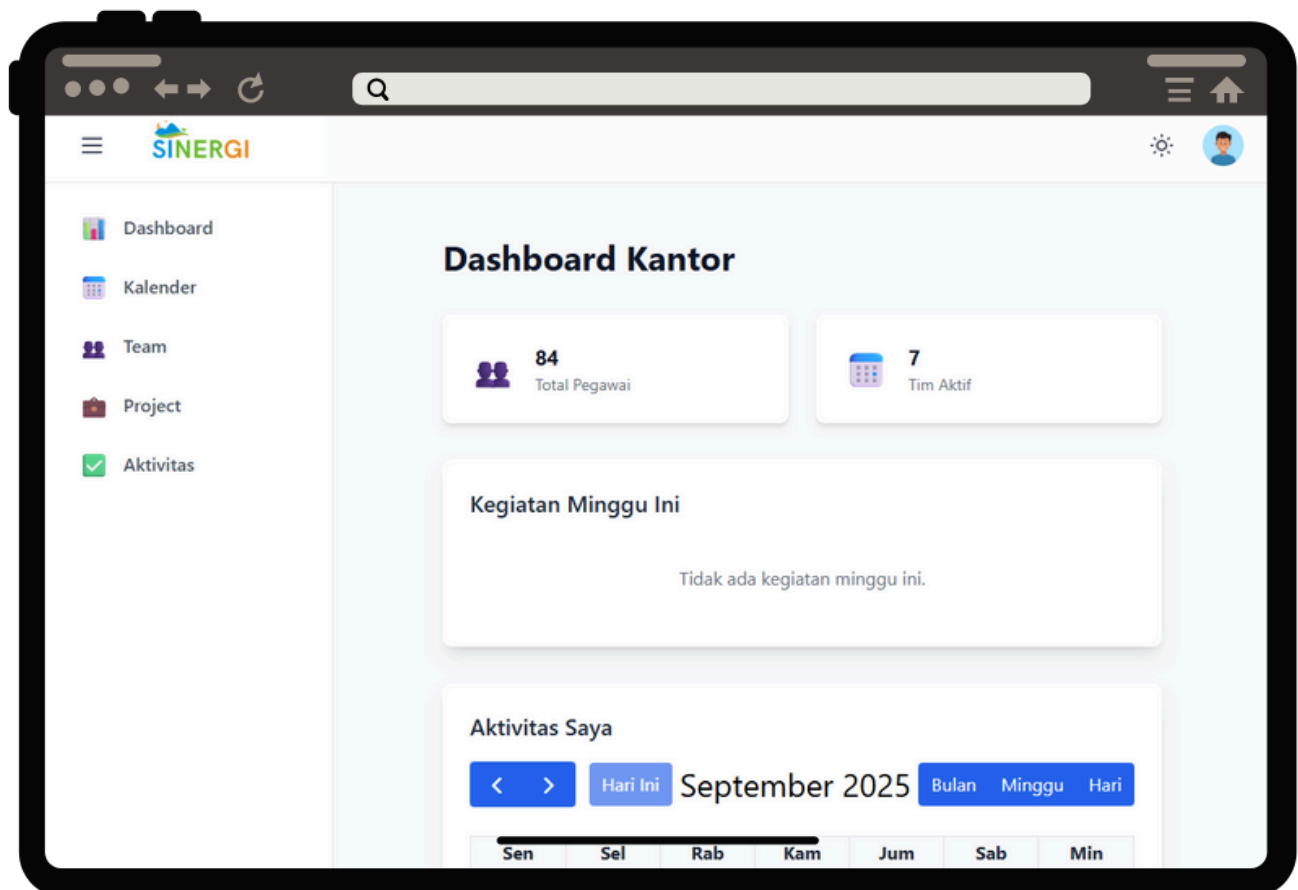 SINERGI
Dashboard
Kalender
Team
Project
Aktivitas
Dashboard Kantor
84
Total Pegawai
7
Tim Aktif
Kegiatan Minggu Ini
Tidak ada kegiatan minggu ini.
Aktivitas Saya
Hari Ini September 2025 Bulan Minggu Hari
Sen Sel Rab Kam Jum Sab Min